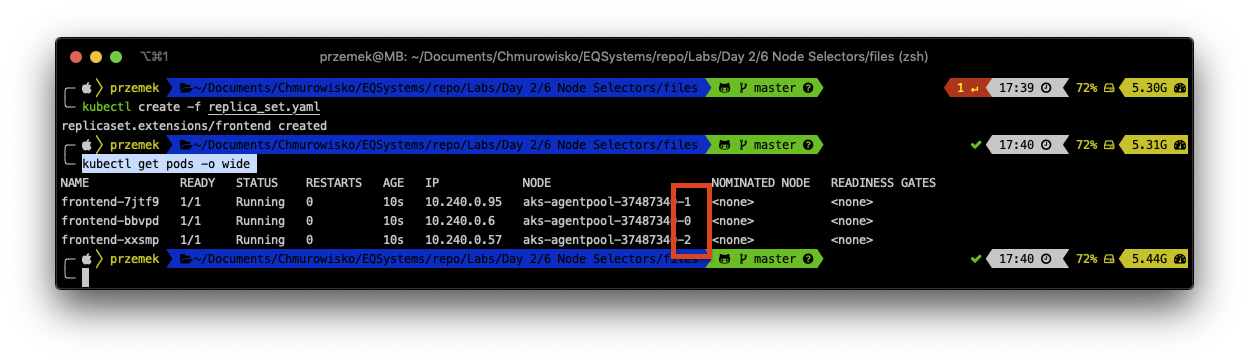 ⌥⌘1 przemek@MB: ~/Documents/Chmurowisko/EQSystems/repo/Labs/Day 2/6 Node Selectors/files (zsh)
przemek ~/Documents/Chmurowisko/EQSystems/repo/Labs/Day 2/6 Node Selectors/files master ? 1 ↵ 17:39 72% 5.30G
kubectl create -f replica_set.yaml
replicaset.extensions/frontend created
przemek ~/Documents/Chmurowisko/EQSystems/repo/Labs/Day 2/6 Node Selectors/files master ? ✔ 17:40 72% 5.31G
kubectl get pods -o wide
NAME READY STATUS RESTARTS AGE IP NODE NOMINATED NODE READINESS GATES
frontend-7jtf9 1/1 Running 0 10s 10.240.0.95 aks-agentpool-37487340-1 <none> <none>
frontend-bbvpd 1/1 Running 0 10s 10.240.0.6 aks-agentpool-37487340-0 <none> <none>
frontend-xxsmp 1/1 Running 0 10s 10.240.0.57 aks-agentpool-37487340-2 <none> <none>
przemek ~/Documents/Chmurowisko/EQSystems/repo/Labs/Day 2/6 Node Selectors/files master ? ✔ 17:40 72% 5.44G